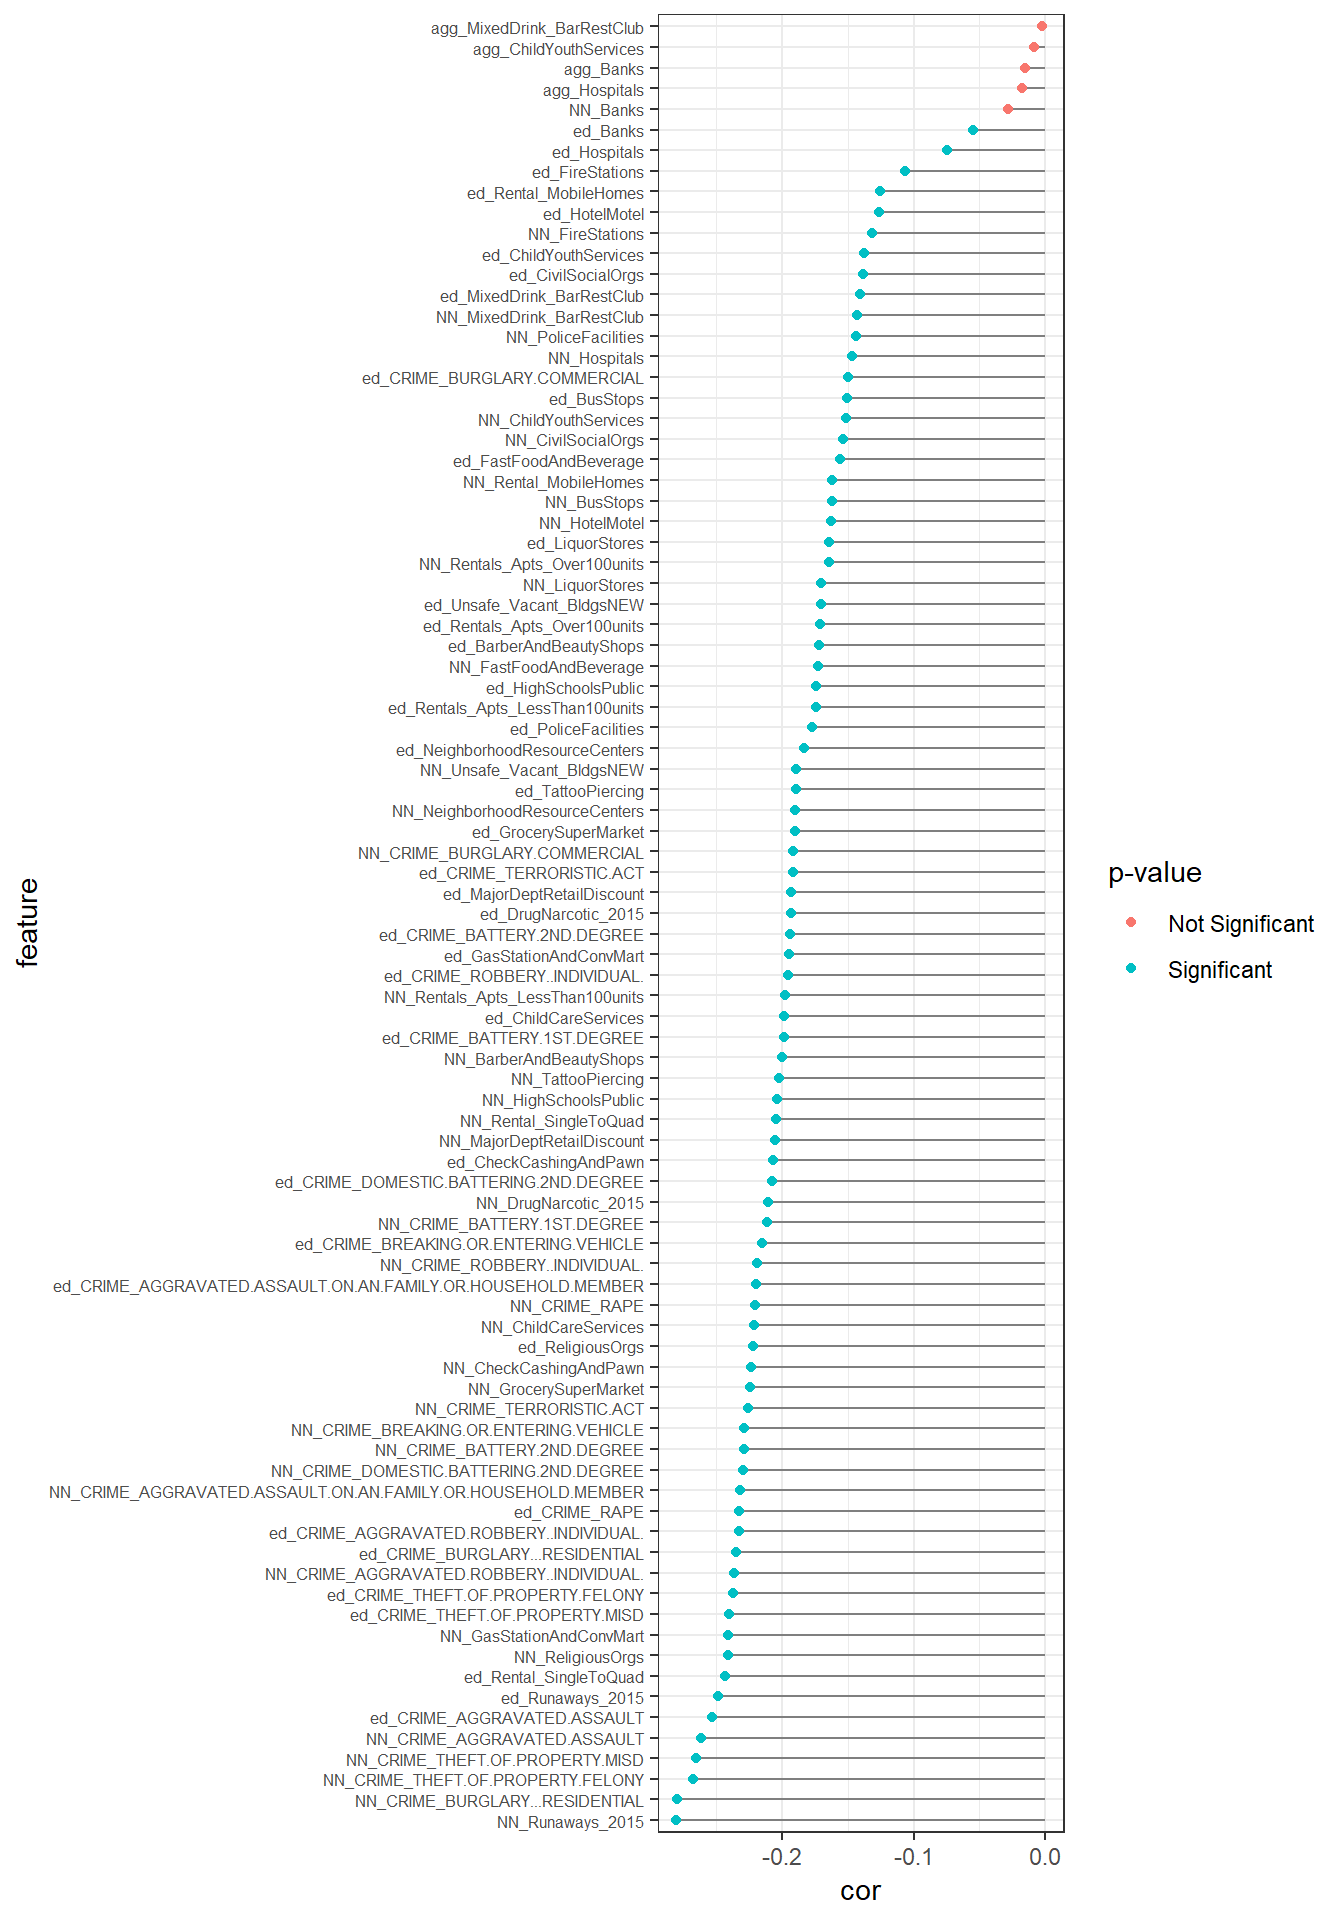 agg_MixedDrink_BarRestClub
agg_ChildYouthServices
agg_Banks
agg_Hospitals
NN_Banks
ed_Banks
ed_Hospitals
ed_FireStations
ed_Rental_MobileHomes
ed_HotelMotel
NN_FireStations
ed_ChildYouthServices
ed_CivilSocialOrgs
ed_MixedDrink_BarRestClub
NN_MixedDrink_BarRestClub
NN_PoliceFacilities
NN_Hospitals
ed_CRIME_BURGLARY.COMMERCIAL
ed_BusStops
NN_ChildYouthServices
NN_CivilSocialOrgs
ed_FastFoodAndBeverage
NN_Rental_MobileHomes
NN_BusStops
NN_HotelMotel
ed_LiquorStores
NN_Rentals_Apts_Over100units
NN_LiquorStores
ed_Unsafe_Vacant_BldgsNEW
ed_Rentals_Apts_Over100units
ed_BarberAndBeautyShops
NN_FastFoodAndBeverage
ed_HighSchoolsPublic
ed_Rentals_Apts_LessThan100units
ed_PoliceFacilities
ed_NeighborhoodResourceCenters
NN_Unsafe_Vacant_BldgsNEW
ed_TattooPiercing
NN_NeighborhoodResourceCenters
ed_GrocerySuperMarket
NN_CRIME_BURGLARY.COMMERCIAL
ed_CRIME_TERRORISTIC.ACT
ed_MajorDeptRetailDiscount
ed_DrugNarcotic_2015
ed_CRIME_BATTERY.2ND.DEGREE
ed_GasStationAndConvMart
ed_CRIME_ROBBERY..INDIVIDUAL.
NN_Rentals_Apts_LessThan100units
ed_ChildCareServices
ed_CRIME_BATTERY.1ST.DEGREE
NN_BarberAndBeautyShops
NN_TattooPiercing
NN_HighSchoolsPublic
NN_Rental_SingleToQuad
NN_MajorDeptRetailDiscount
ed_CheckCashingAndPawn
ed_CRIME_DOMESTIC.BATTERING.2ND.DEGREE
NN_DrugNarcotic_2015
NN_CRIME_BATTERY.1ST.DEGREE
ed_CRIME_BREAKING.OR.ENTERING.VEHICLE
NN_CRIME_ROBBERY..INDIVIDUAL.
ed_CRIME_AGGRAVATED.ASSAULT.ON.AN.FAMILY.OR.HOUSEHOLD.MEMBER
NN_CRIME_RAPE
NN_ChildCareServices
ed_ReligiousOrgs
NN_CheckCashingAndPawn
NN_GrocerySuperMarket
NN_CRIME_TERRORISTIC.ACT
NN_CRIME_BREAKING.OR.ENTERING.VEHICLE
NN_CRIME_BATTERY.2ND.DEGREE
NN_CRIME_DOMESTIC.BATTERING.2ND.DEGREE
NN_CRIME_AGGRAVATED.ASSAULT.ON.AN.FAMILY.OR.HOUSEHOLD.MEMBER
ed_CRIME_RAPE
ed_CRIME_AGGRAVATED.ROBBERY..INDIVIDUAL.
ed_CRIME_BURGLARY...RESIDENTIAL
NN_CRIME_AGGRAVATED.ROBBERY..INDIVIDUAL.
ed_CRIME_THEFT.OF.PROPERTY.FELONY
ed_CRIME_THEFT.OF.PROPERTY.MISD
NN_GasStationAndConvMart
NN_ReligiousOrgs
ed_Rental_SingleToQuad
ed_Runaways_2015
ed_CRIME_AGGRAVATED.ASSAULT
NN_CRIME_AGGRAVATED.ASSAULT
NN_CRIME_THEFT.OF.PROPERTY.MISD
NN_CRIME_THEFT.OF.PROPERTY.FELONY
NN_CRIME_BURGLARY...RESIDENTIAL
NN_Runaways_2015
-0.2 -0.1 0.0
cor
feature
p-value
Not Significant
Significant